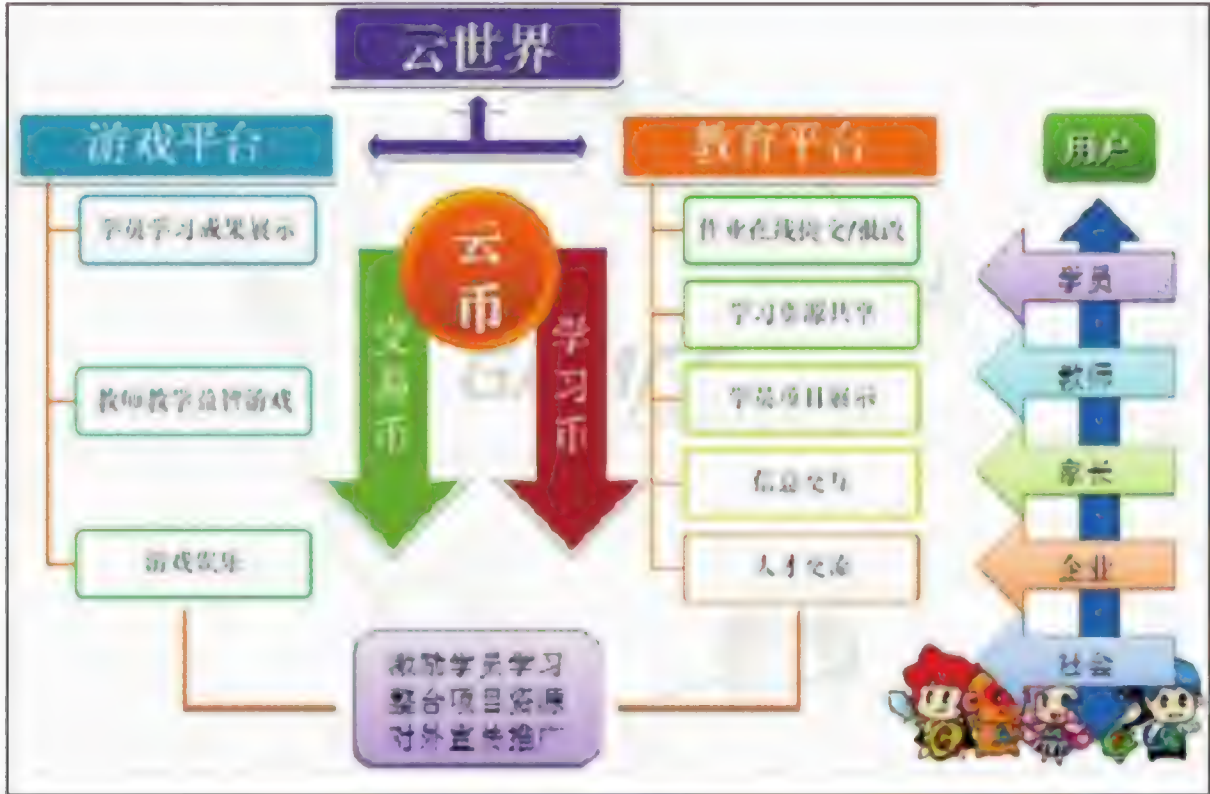 云世界
游戏平台
教育平台
用户
学员学习成果展示
教师教学益智游戏
游戏娱乐
云币
交易币
学习币
作业在线提交/批改
学习资源共享
学员项目展示
信息交互
人才交流
学员
教师
家长
企业
社会
激励学员学习
整合项目资源
对外宣传推广